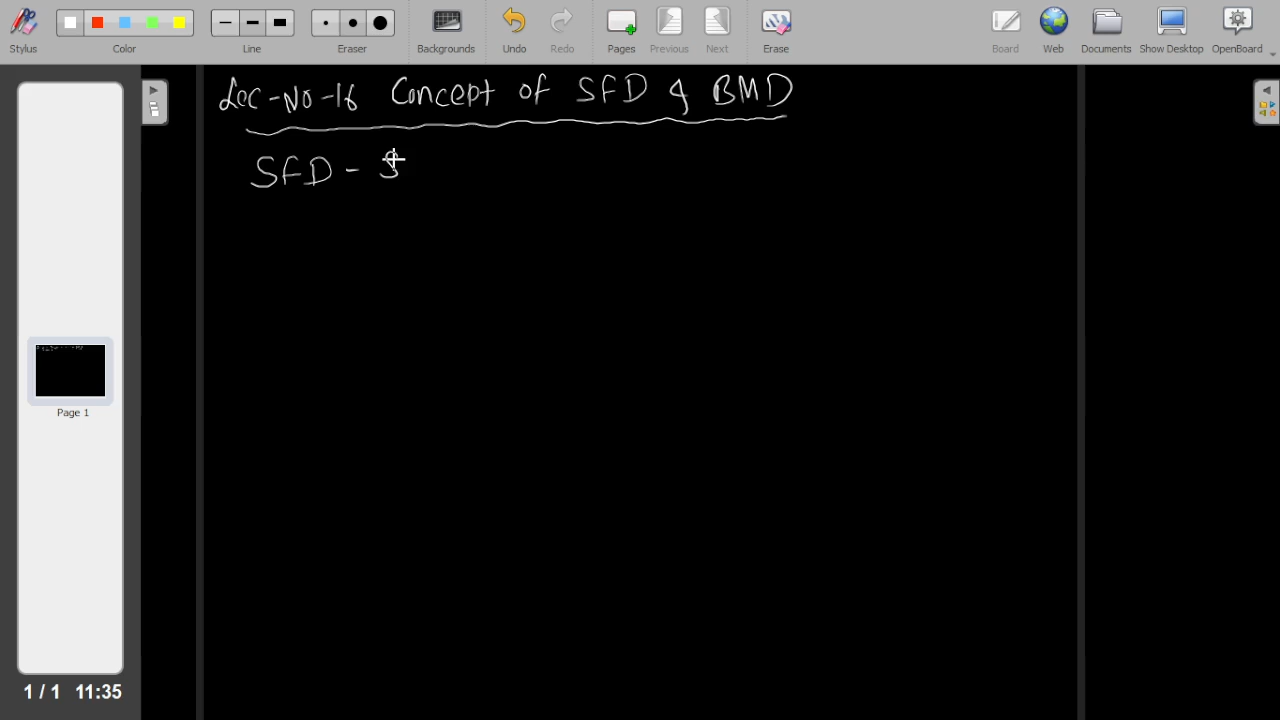 Stylus
Color
Line
Eraser
Backgrounds
Undo
Redo
Pages
Previous
Next
Erase
Board
Web
Documents
Show Desktop
OpenBoard
Lec-No-16 Concept of SFD & BMD
SFD - S
Page 1
1 / 1 11:35